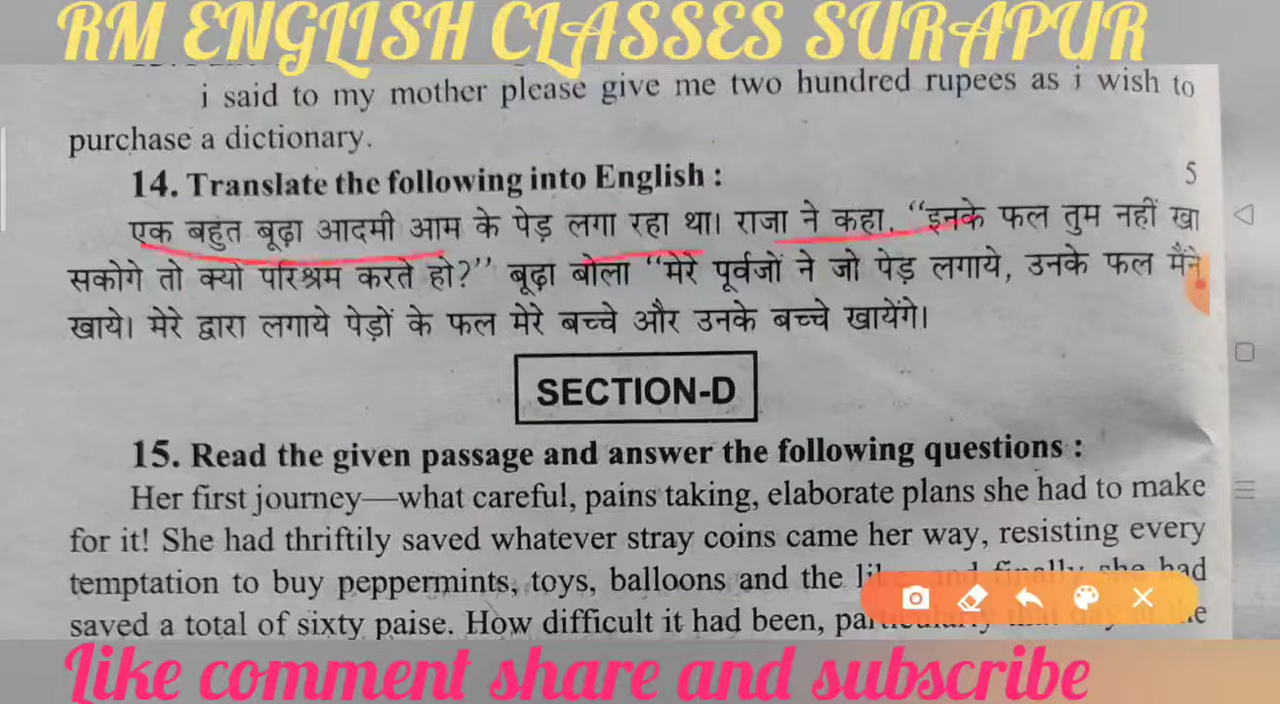 RM ENGLISH CLASSES SURAPUR
i said to my mother please give me two hundred rupees as i wish to
purchase a dictionary.
14. Translate the following into English : 5
एक बहुत बूढ़ा आदमी आम के पेड़ लगा रहा था। राजा ने कहा, “इनके फल तुम नहीं खा
सकोगे तो क्यों परिश्रम करते हो?’’ बूढ़ा बोला “मेरे पूर्वजों ने जो पेड़ लगाये, उनके फल मैंने
खाये। मेरे द्वारा लगाये पेड़ों के फल मेरे बच्चे और उनके बच्चे खायेंगे।
SECTION-D
15. Read the given passage and answer the following questions :
Her first journey—what careful, pains taking, elaborate plans she had to make
for it! She had thriftily saved whatever stray coins came her way, resisting every
temptation to buy peppermints, toys, balloons and the and finally she had
saved a total of sixty paise. How difficult it had been,
Like comment share and subscribe